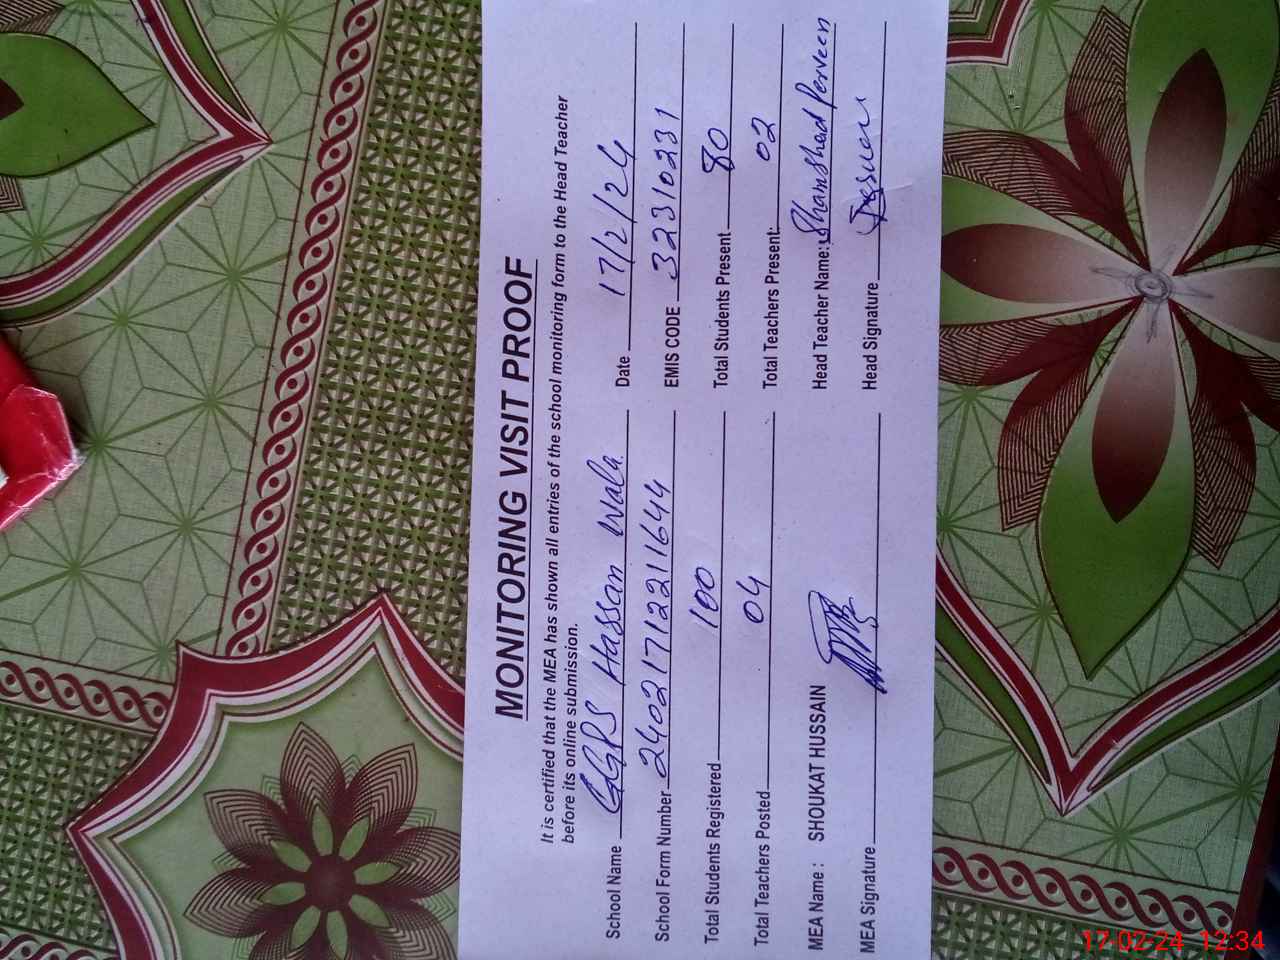 MONITORING VISIT PROOF
It is certified that the MEA has shown all entries of the school monitoring form to the Head Teacher
before its online submission.
School Name GGPS Hassan Wala Date 17/2/24
School Form Number 2402171221644 EMIS CODE 32310231
Total Students Registered 100 Total Students Present 80
Total Teachers Posted 04 Total Teachers Present: 02
MEA Name : SHOUKAT HUSSAIN Head Teacher Name: Shamshad Perveen
MEA Signature Head Signature
17-02-24 12:34